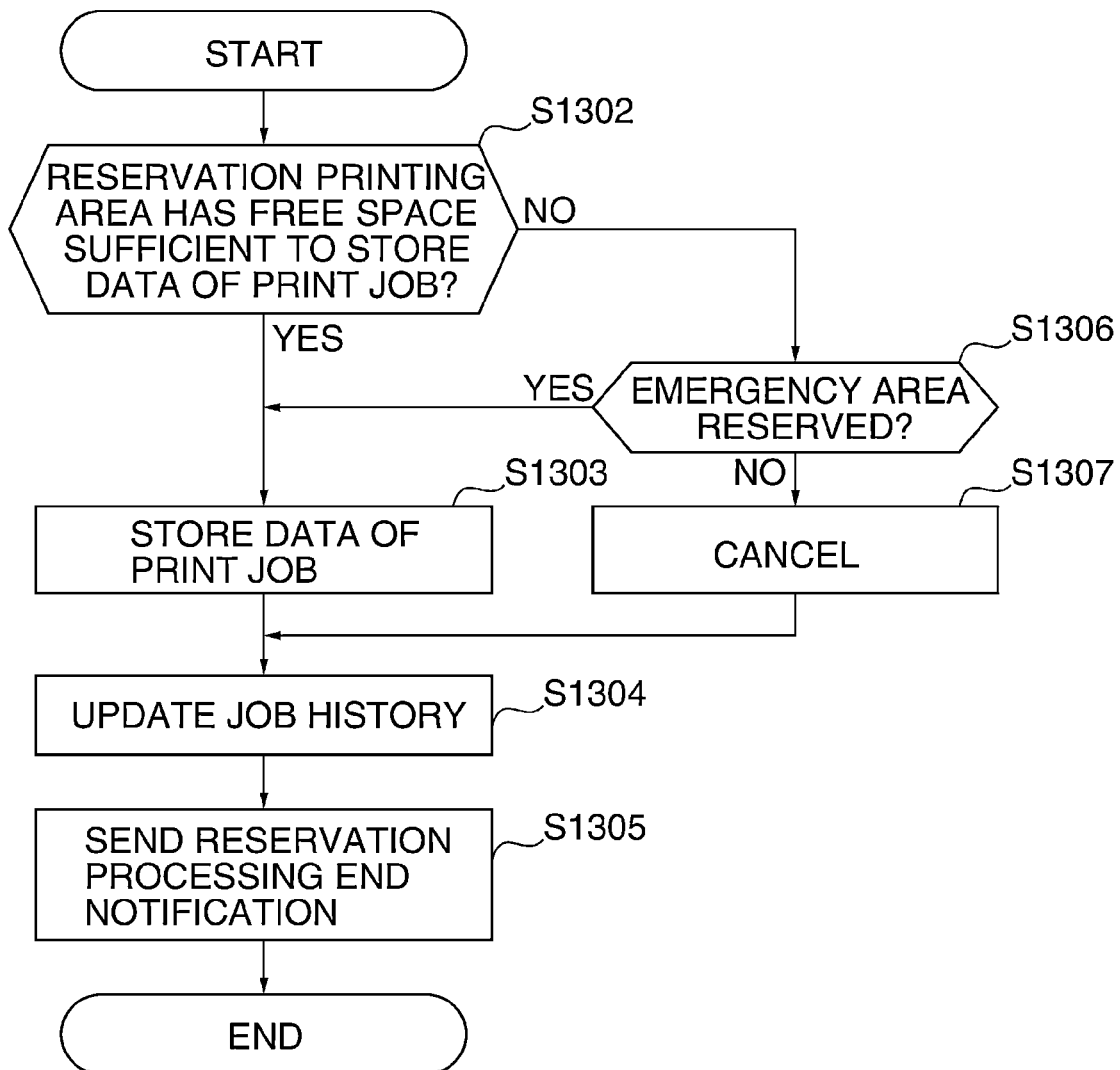 START
S1302
RESERVATION PRINTING
AREA HAS FREE SPACE
SUFFICIENT TO STORE
DATA OF PRINT JOB?
NO
YES
S1306
YES
EMERGENCY AREA
RESERVED?
NO
S1303
S1307
STORE DATA OF
PRINT JOB
CANCEL
S1304
UPDATE JOB HISTORY
S1305
SEND RESERVATION
PROCESSING END
NOTIFICATION
END